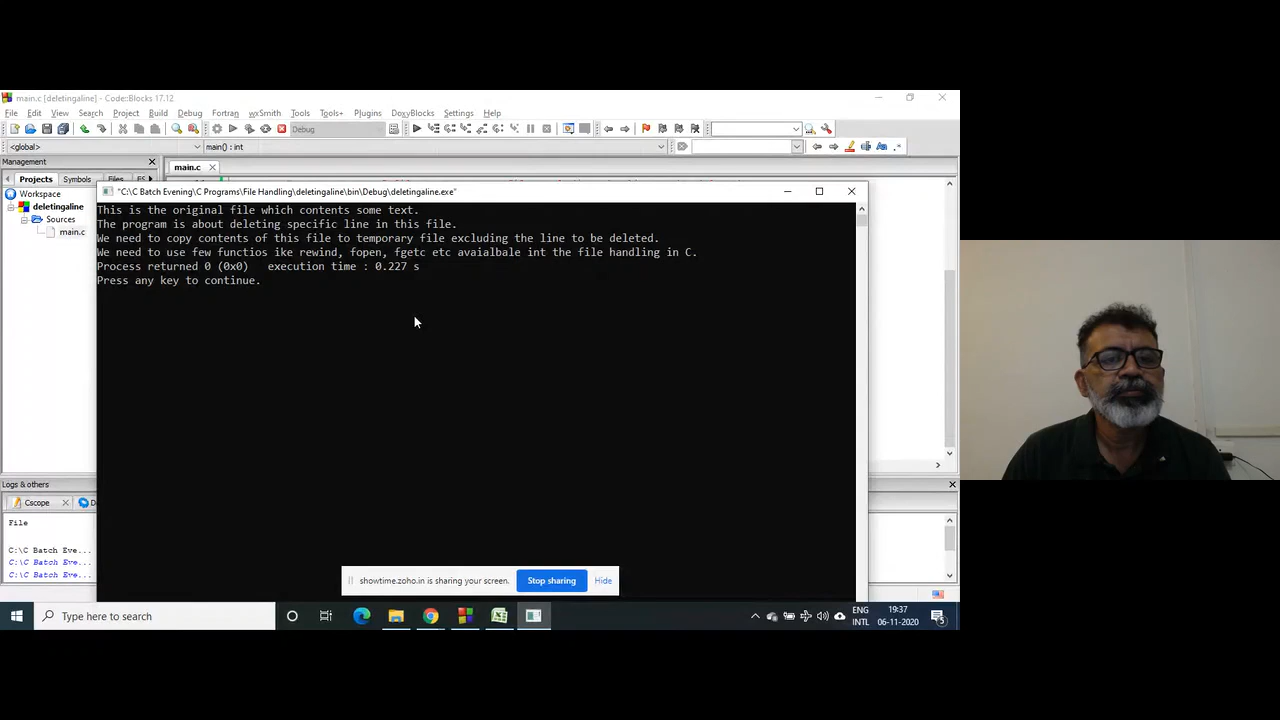 main.c [deletingaline] - Code::Blocks 17.12
File Edit View Search Project Build Debug Fortran wxSmith Tools Tools+ Plugins DoxyBlocks Settings Help
Debug
<global> main() : int
Management
main.c
Projects Symbols Files
Workspace
deletingaline
Sources
main.c
"C:\C Batch Evening\C Programs\File Handling\deletingaline\bin\Debug\deletingaline.exe"
This is the original file which contents some text.
The program is about deleting specific line in this file.
We need to copy contents of this file to temporary file excluding the line to be deleted.
We need to use few functios ike rewind, fopen, fgetc etc avaialbale int the file handling in C.
Process returned 0 (0x0)   execution time : 0.227 s
Press any key to continue.
Logs & others
Cscope
File
C:\C Batch Eve...
C:\C Batch Eve...
C:\C Batch Eve...
showtime.zoho.in is sharing your screen. Stop sharing Hide
Type here to search
ENG 19:37
INTL 06-11-2020
5